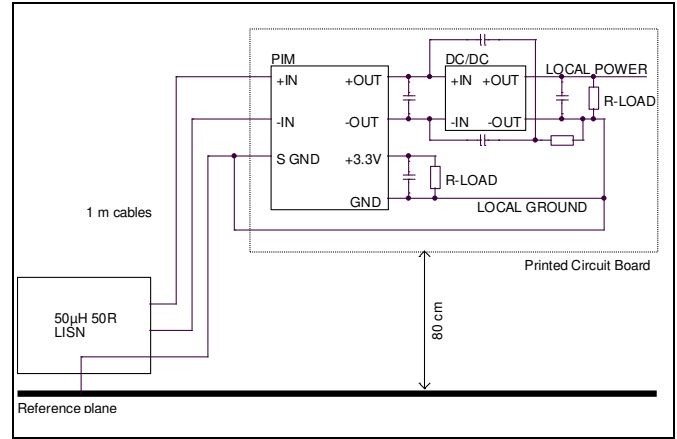 PIM
DC/DC
+IN +OUT
+IN +OUT
LOCAL POWER
R-LOAD
-IN -OUT
-IN -OUT
S GND +3.3V
R-LOAD
GND
LOCAL GROUND
1 m cables
Printed Circuit Board
50µH 50R
LISN
80 cm
Reference plane